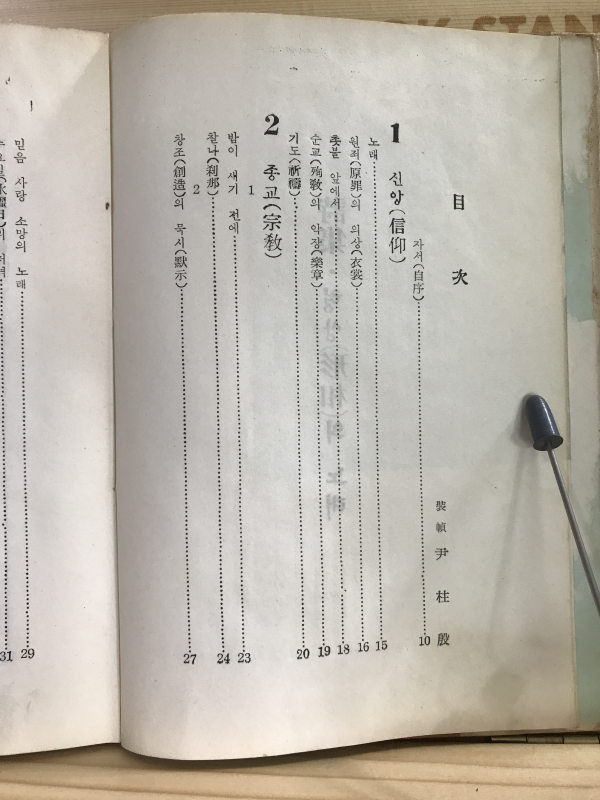 STAN
目次
裝幀 尹柱殷
자서(自序) 10
1 신앙(信仰)
노래 15
원죄(原罪)의 의상(衣裳) 16
촛불 앞에서 18
순교(殉敎)의 악장(樂章) 19
기도(祈禱) 20
2 종교(宗敎)
1
밤이 새기 전에 23
찰나(刹那) 24
2
창조(創造)의 묵시(默示) 27
믿음 사랑 소망의 노래 29
31